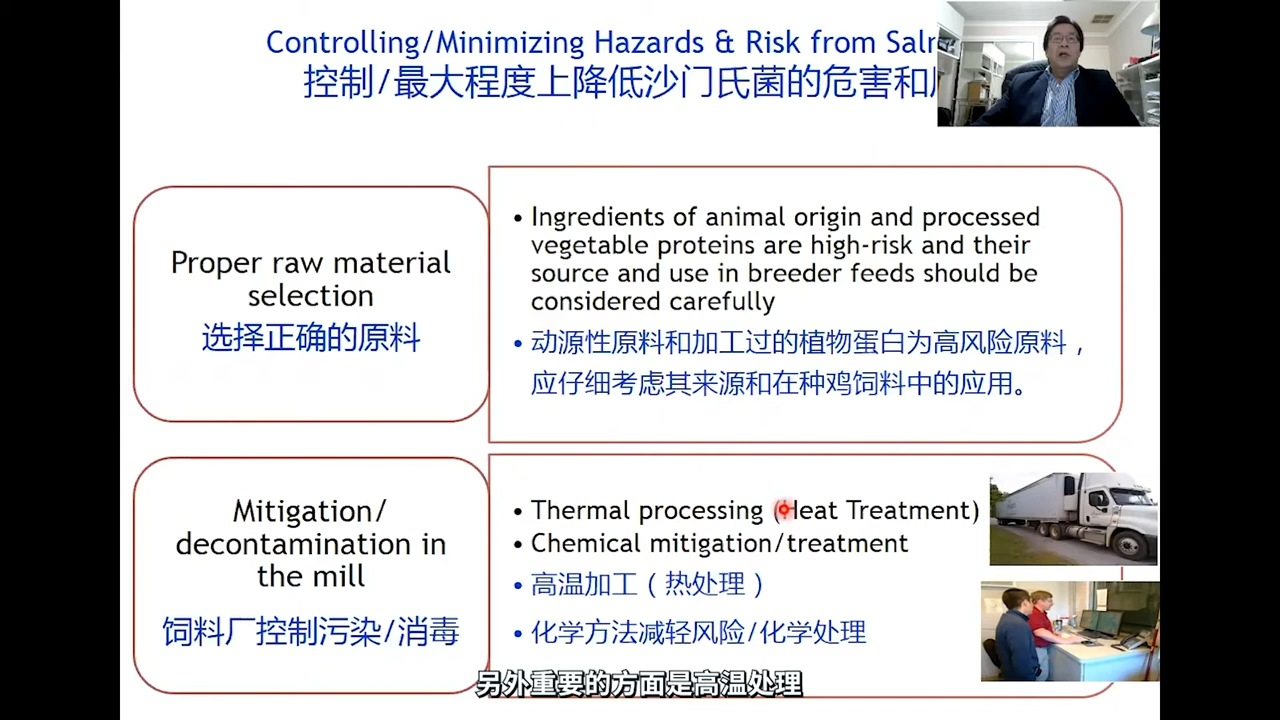 Controlling/Minimizing Hazards & Risk from
控制/最大程度上降低沙门氏菌的危害和
Proper raw material
selection
选择正确的原料
• Ingredients of animal origin and processed
vegetable proteins are high-risk and their
source and use in breeder feeds should be
considered carefully
• 动源性原料和加工过的植物蛋白为高风险原料，
应仔细考虑其来源和在种鸡饲料中的应用。
Mitigation/
decontamination in
the mill
饲料厂控制污染/消毒
• Thermal processing (Heat Treatment)
• Chemical mitigation/treatment
• 高温加工（热处理）
• 化学方法减轻风险/化学处理
另外重要的方面是高温处理